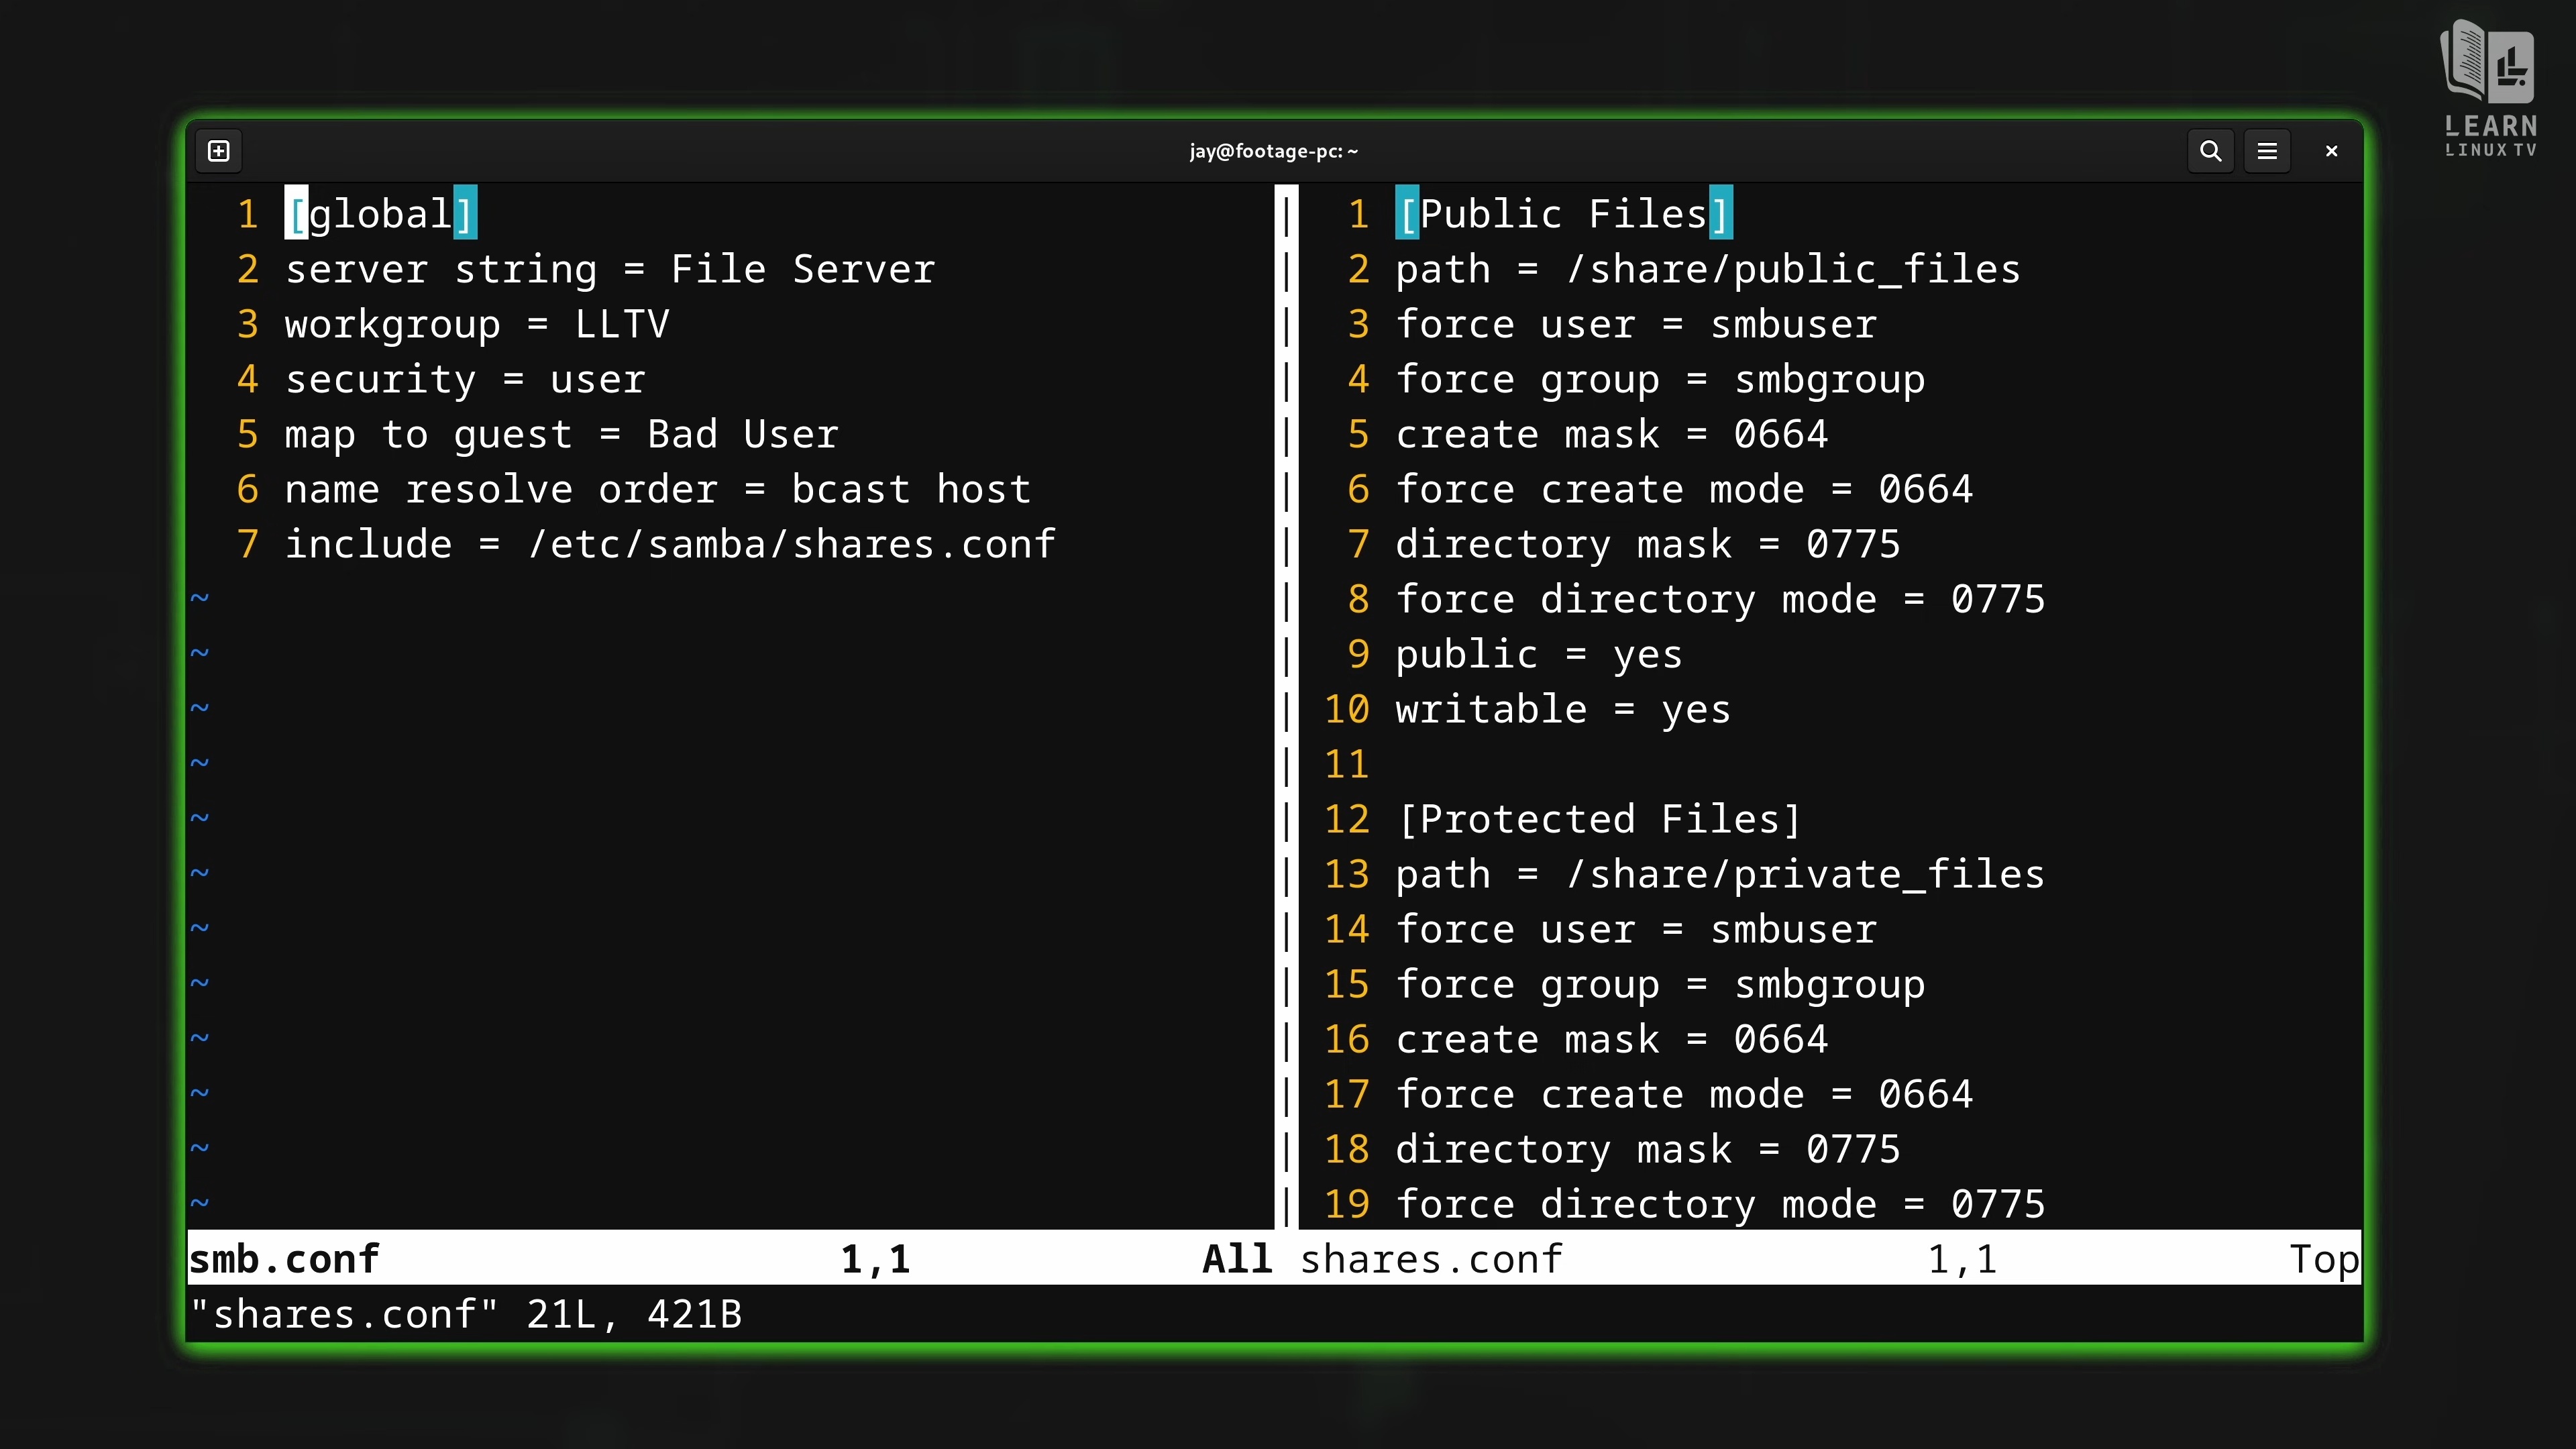 LEARN
LINUX TV
jay@footage-pc: ~
1 [global]
2 server string = File Server
3 workgroup = LLTV
4 security = user
5 map to guest = Bad User
6 name resolve order = bcast host
7 include = /etc/samba/shares.conf
~
~
~
~
~
~
~
~
~
~
~
~
smb.conf 1,1 All
1 [Public Files]
2 path = /share/public_files
3 force user = smbuser
4 force group = smbgroup
5 create mask = 0664
6 force create mode = 0664
7 directory mask = 0775
8 force directory mode = 0775
9 public = yes
10 writable = yes
11
12 [Protected Files]
13 path = /share/private_files
14 force user = smbuser
15 force group = smbgroup
16 create mask = 0664
17 force create mode = 0664
18 directory mask = 0775
19 force directory mode = 0775
shares.conf 1,1 Top
"shares.conf" 21L, 421B